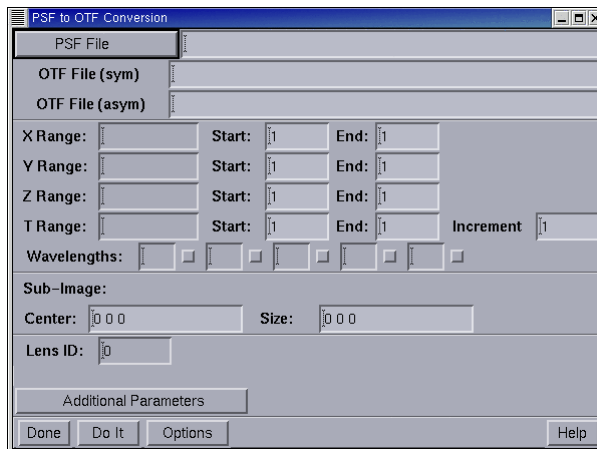 PSF to OTF Conversion
PSF File
OTF File (sym)
OTF File (asym)
X Range: Start: 1 End: 1
Y Range: Start: 1 End: 1
Z Range: Start: 1 End: 1
T Range: Start: 1 End: 1 Increment 1
Wavelengths:
Sub-Image:
Center: 0 0 0 Size: 0 0 0
Lens ID: 0
Additional Parameters
Done Do It Options Help